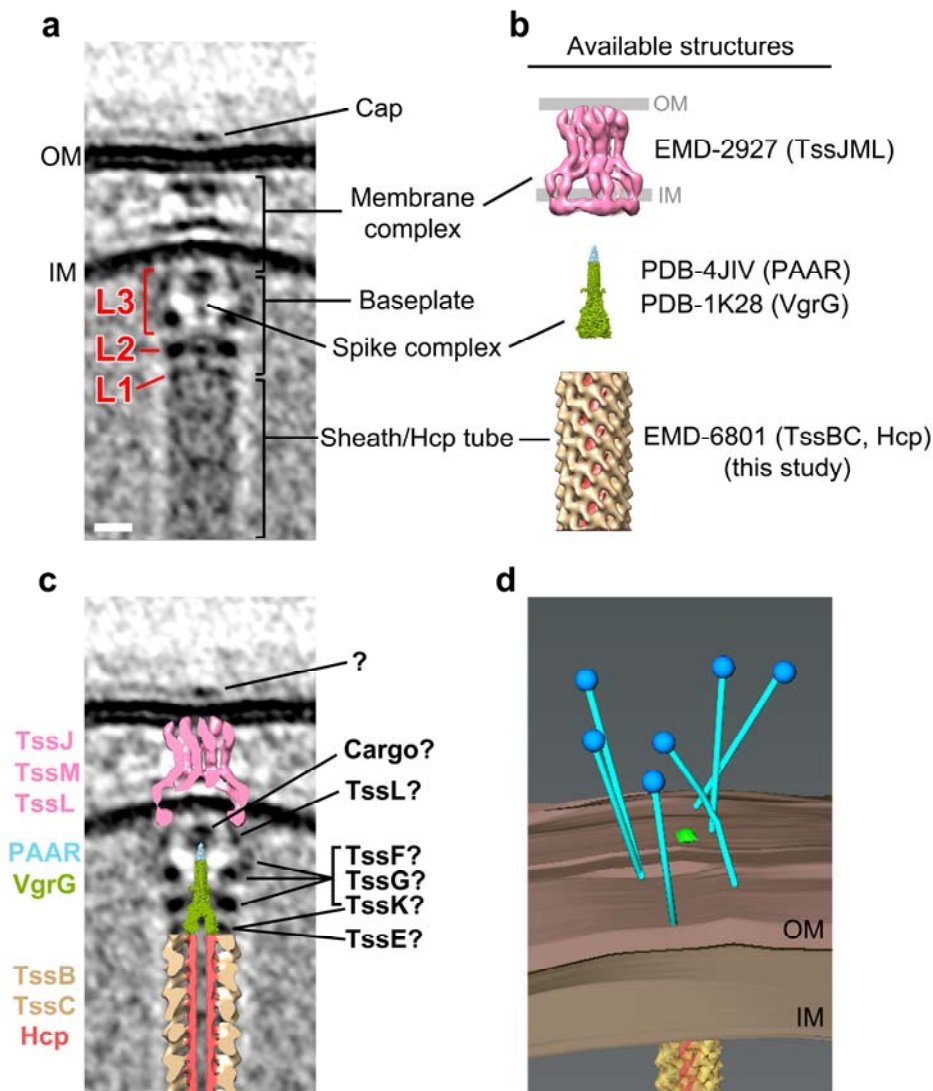 a
Cap
OM
Membrane
complex
IM
L3
Baseplate
L2
Spike complex
L1
Sheath/Hcp tube
b
Available structures
OM
EMD-2927 (TssJML)
IM
PDB-4JIV (PAAR)
PDB-1K28 (VgrG)
EMD-6801 (TssBC, Hcp)
(this study)
c
?
TssJ
TssM
TssL
Cargo?
TssL?
PAAR
VgrG
TssF?
TssG?
TssK?
TssE?
TssB
TssC
Hcp
d
OM
IM